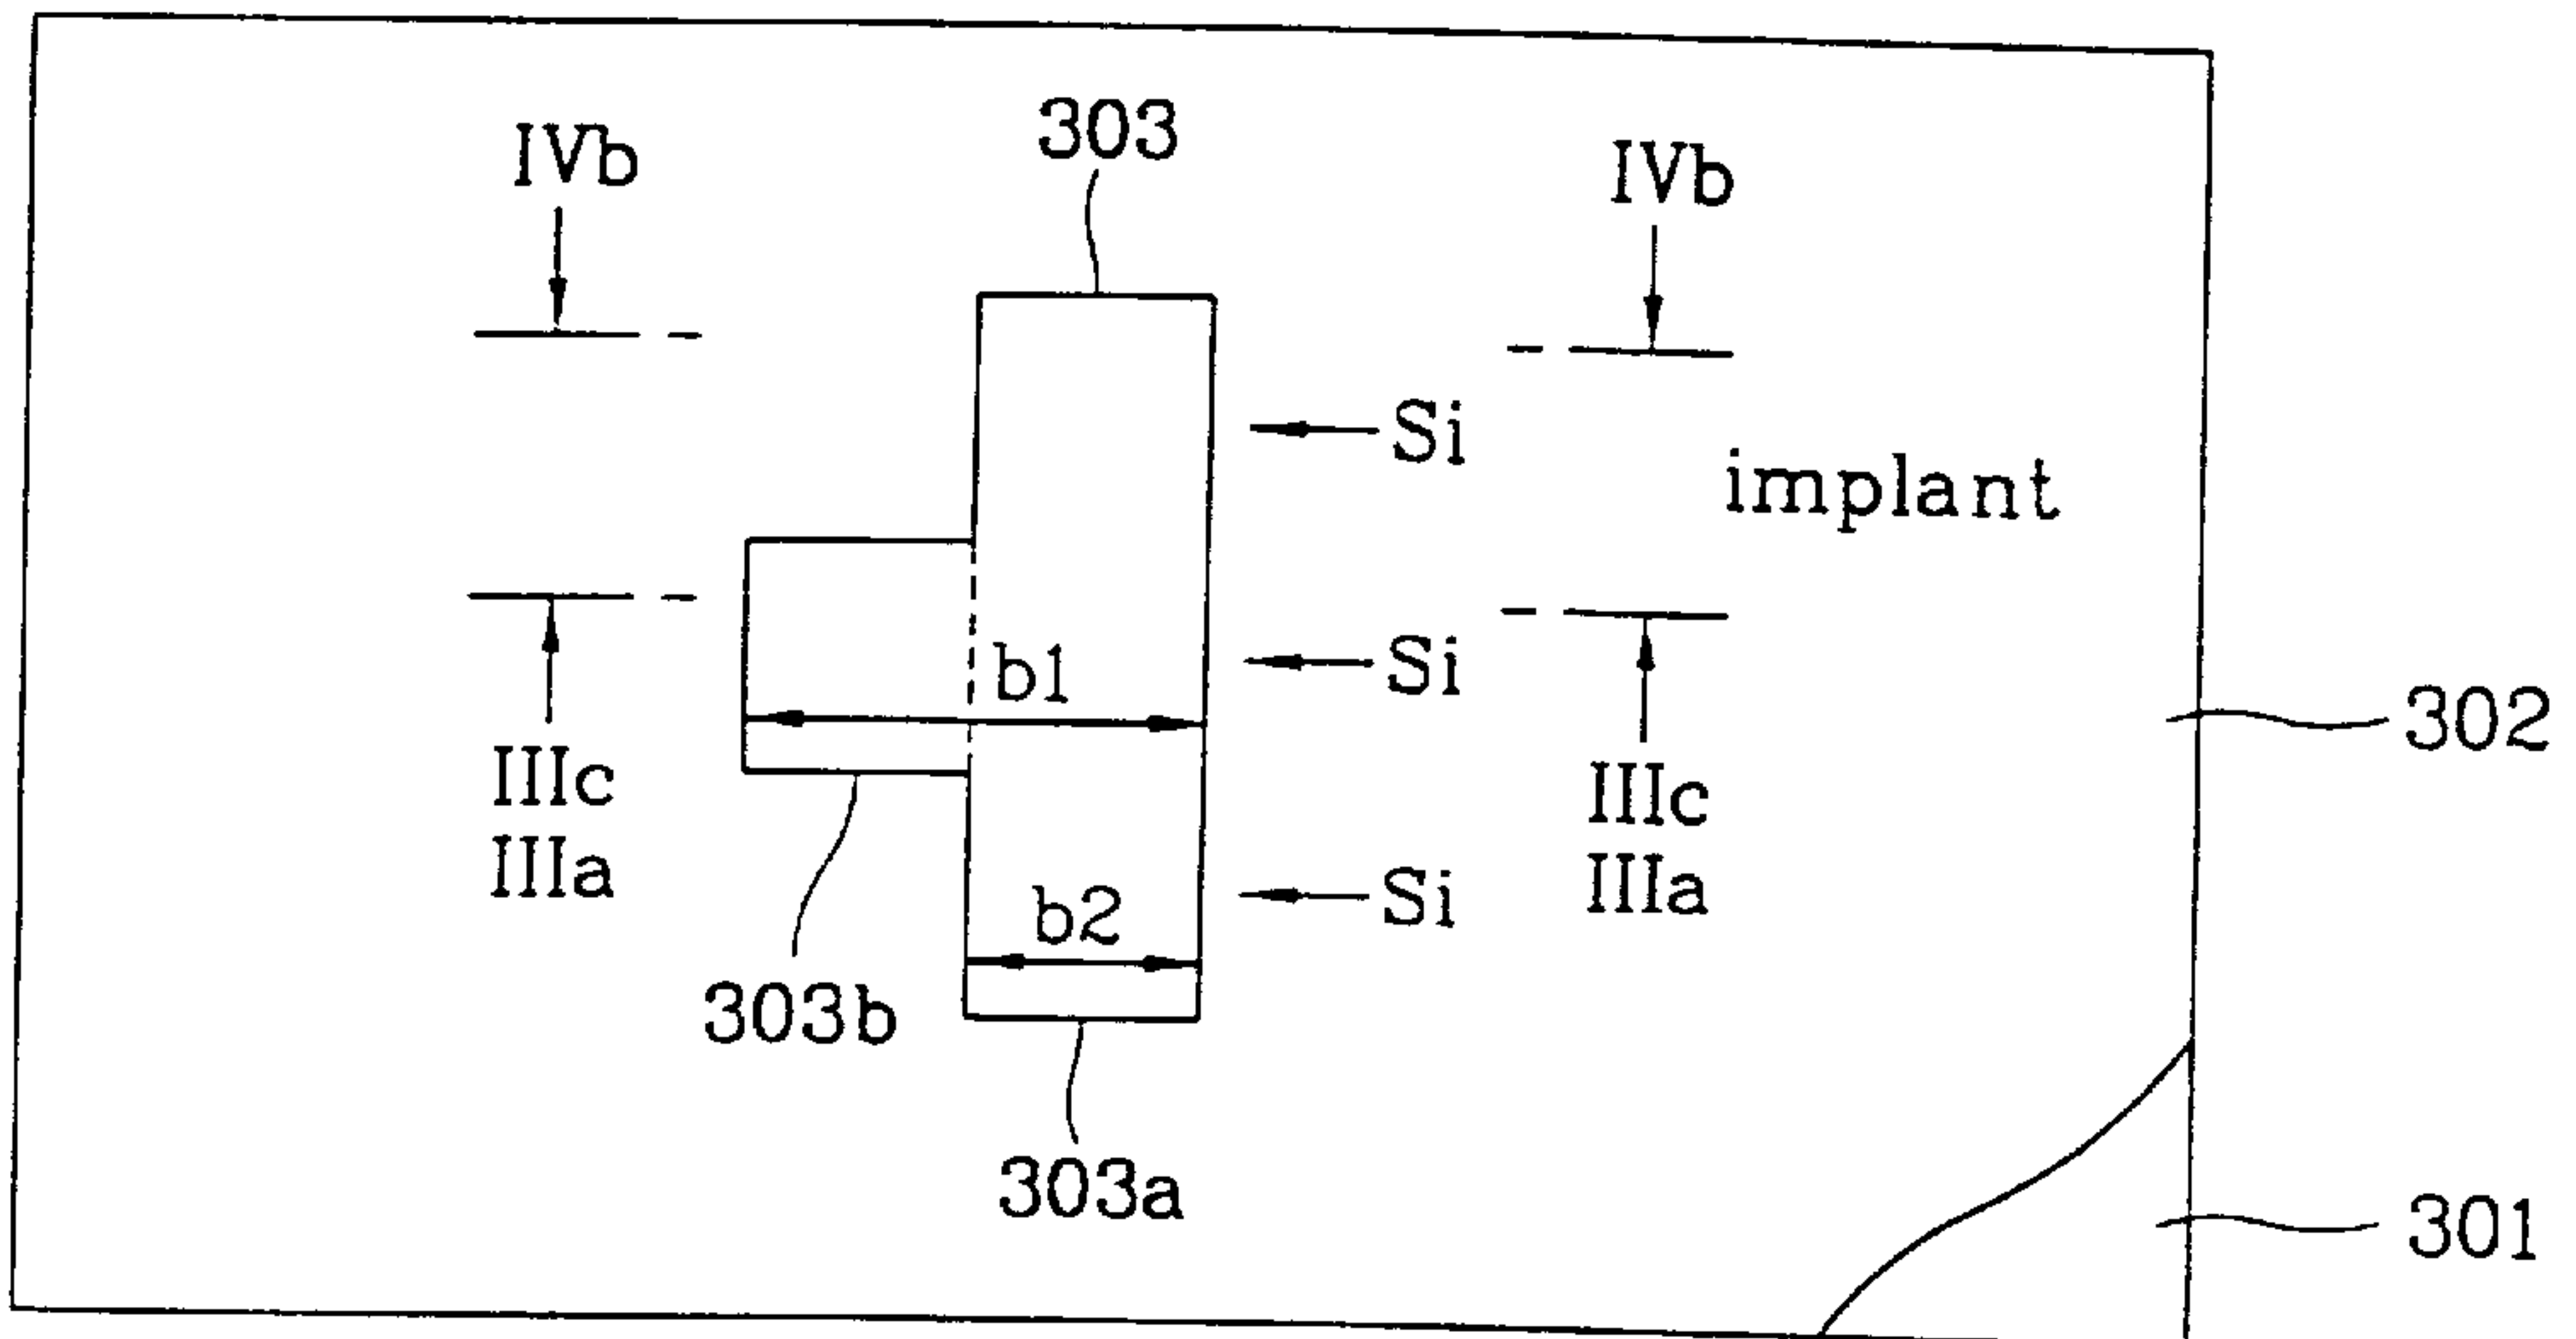 303
IVb IVb
Si
implant
Si
b1
302
IIIc IIIc
IIIa IIIa
Si
b2
303b
303a
301